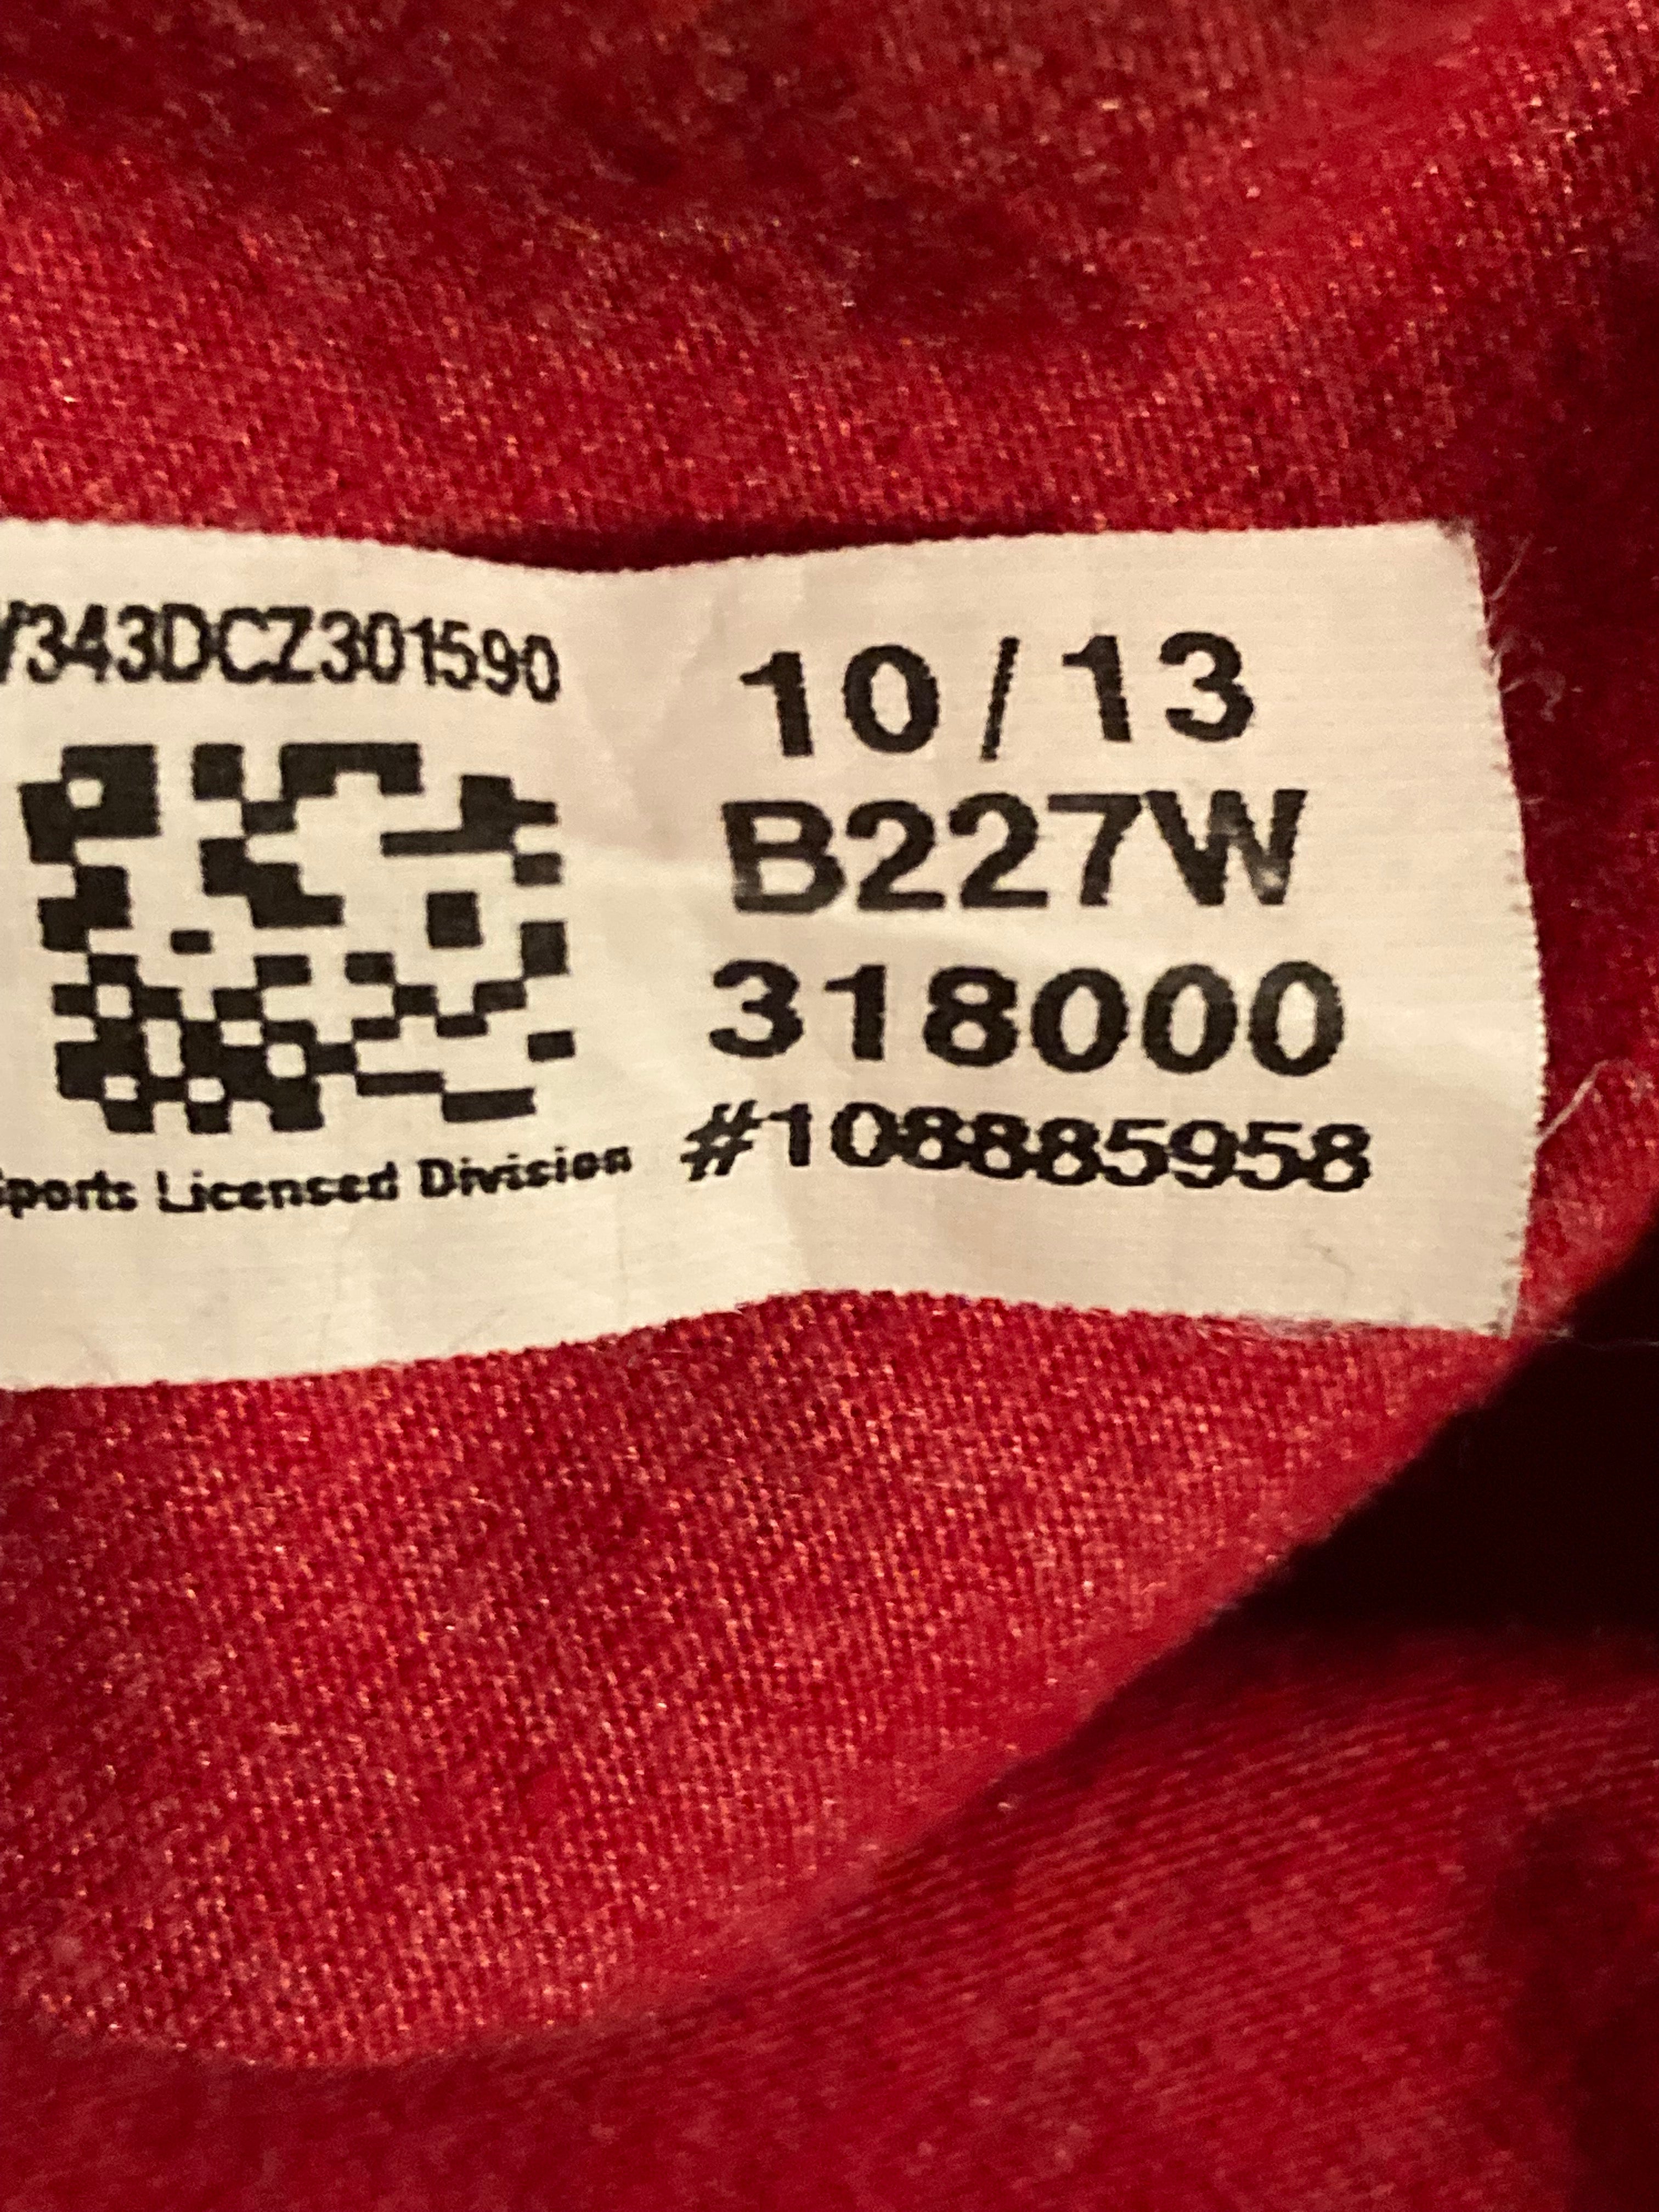 343DCZ301590
10/13
B227W
318000
#108885958
Sports Licensed Division